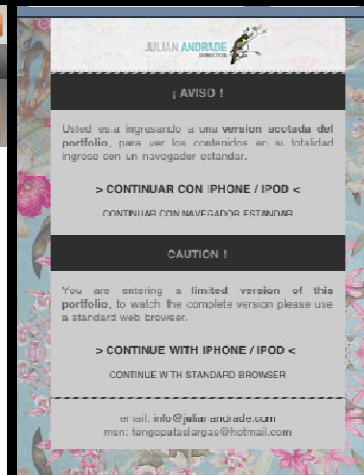 JULIAN ANDRADE
DIRECTOR
¡ AVISO !
Usted esta ingresando a una version acotada del
portfolio, para ver los contenidos en su totalidad
ingrese con un navegador estandar.
> CONTINUAR CON IPHONE / IPOD <
CONTINUAR CON NAVEGADOR ESTANDAR
CAUTION !
You are entering a limited version of this
portfolio, to watch the complete version please use
a standard web browser.
> CONTINUE WITH IPHONE / IPOD <
CONTINUE WITH STANDARD BROWSER
email: info@julianandrade.com
msn: tengopataslargas@hotmail.com